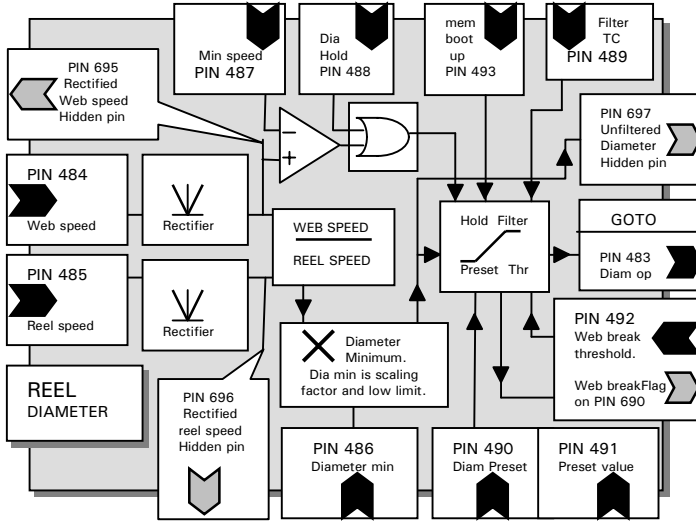 Min speed
PIN 487
Dia
Hold
PIN 488
mem
boot
up
PIN 493
Filter
TC
PIN 489
PIN 695
Rectified
Web speed
Hidden pin
PIN 697
Unfiltered
Diameter
Hidden pin
PIN 484
Web speed
Rectifier
WEB SPEED
REEL SPEED
Hold Filter
Preset Thr
GOTO
PIN 483
Diam op
PIN 485
Reel speed
Rectifier
Diameter
Minimum.
Dia min is scaling
factor and low limit.
PIN 492
Web break
threshold.
Web breakFlag
on PIN 690
REEL
DIAMETER
PIN 696
Rectified
reel speed
Hidden pin
PIN 486
Diameter min
PIN 490
Diam Preset
PIN 491
Preset value